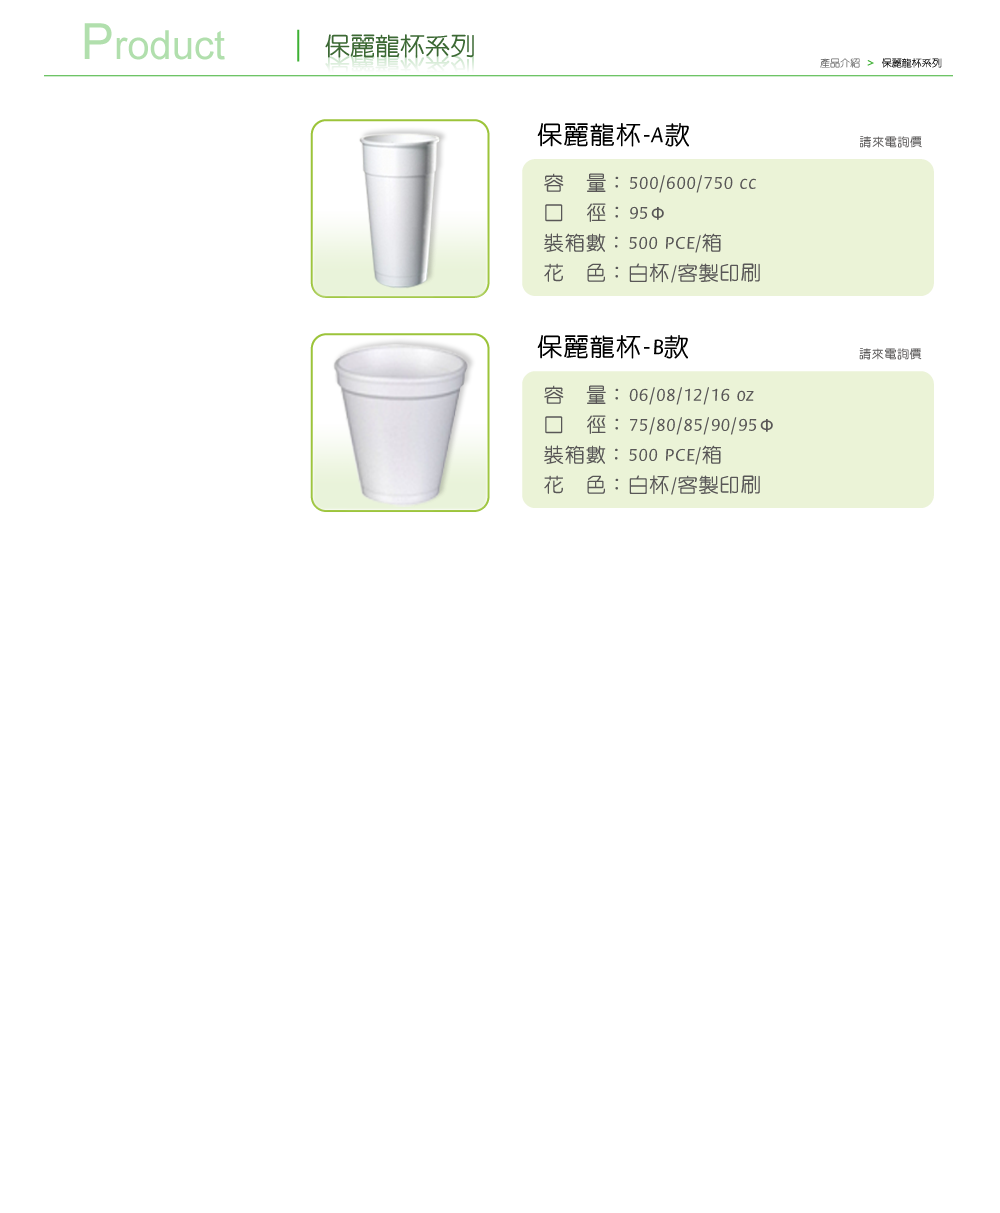 Product
保麗龍杯系列
產品介紹 > 保麗龍杯系列
保麗龍杯-A款
請來電詢價
容 量：500/600/750 cc
口 徑：95Φ
裝箱數：500 PCE/箱
花 色：白杯/客製印刷
保麗龍杯-B款
請來電詢價
容 量：06/08/12/16 oz
口 徑：75/80/85/90/95Φ
裝箱數：500 PCE/箱
花 色：白杯/客製印刷